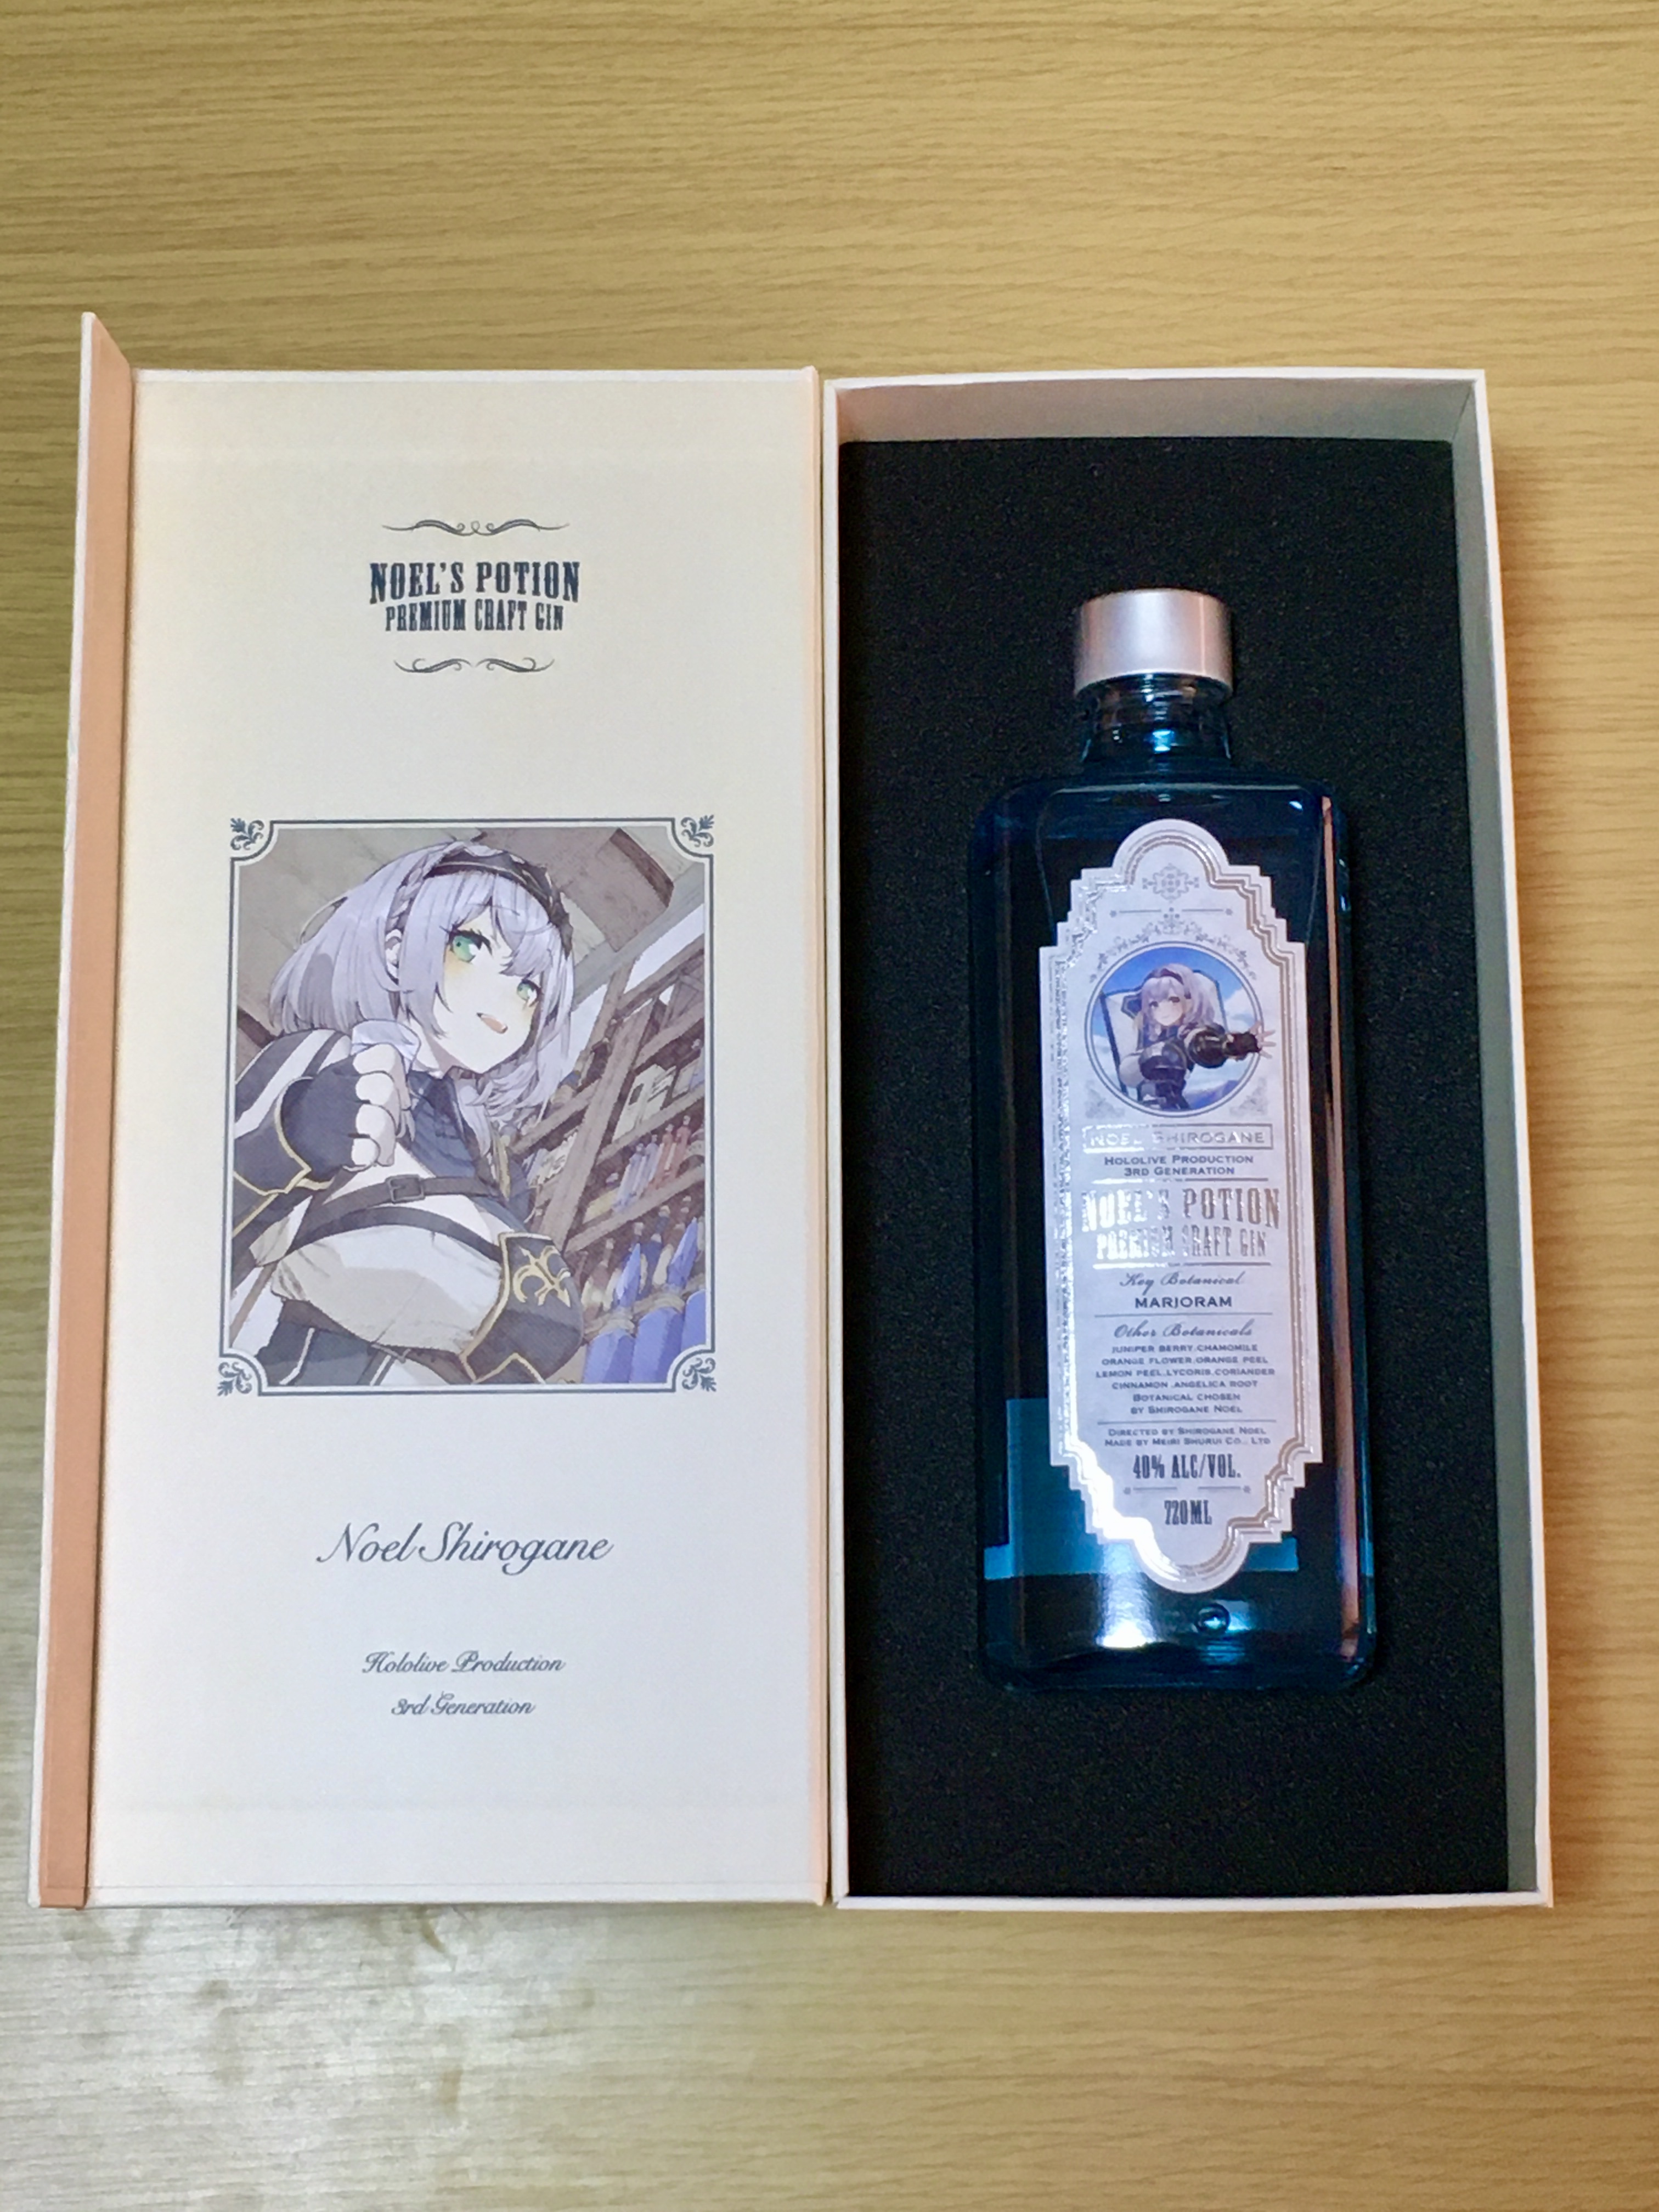 NOEL'S POTION
PREMIUM CRAFT GIN
Noel Shirogane
Hololive Production
3rd Generation
NOEL SHIROGANE
HOLOLIVE PRODUCTION
3RD GENERATION
NOEL'S POTION
PREMIUM CRAFT GIN
Key Botanical
MARJORAM
Other Botanicals
JUNIPER BERRY.CHAMOMILE
ORANGE FLOWER.ORANGE PEEL
LEMON PEEL.LYCORIS.CORIANDER
CINNAMON.ANGELICA ROOT
BOTANICAL CHOSEN
BY SHIROGANE NOEL
DIRECTED BY SHIROGANE NOEL
MADE BY MEIRI SHURUI CO., LTD
40% ALC/VOL.
720ML